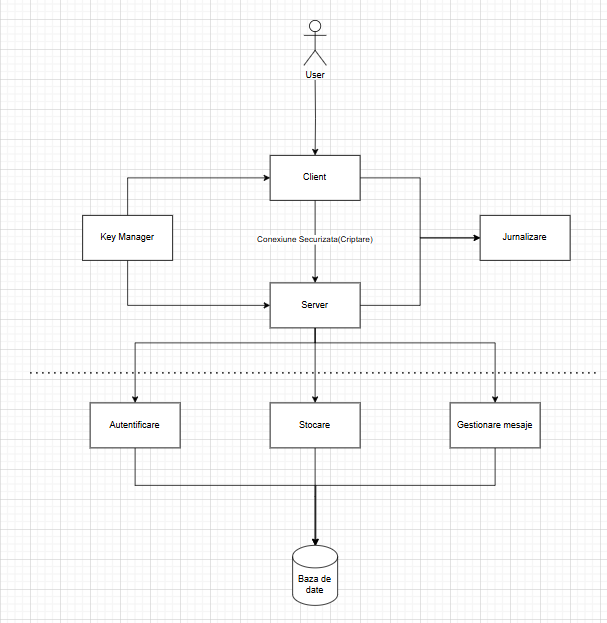 User
Client
Key Manager
Conexiune Securizata(Criptare)
Jurnalizare
Server
Autentificare
Stocare
Gestionare mesaje
Baza de
date